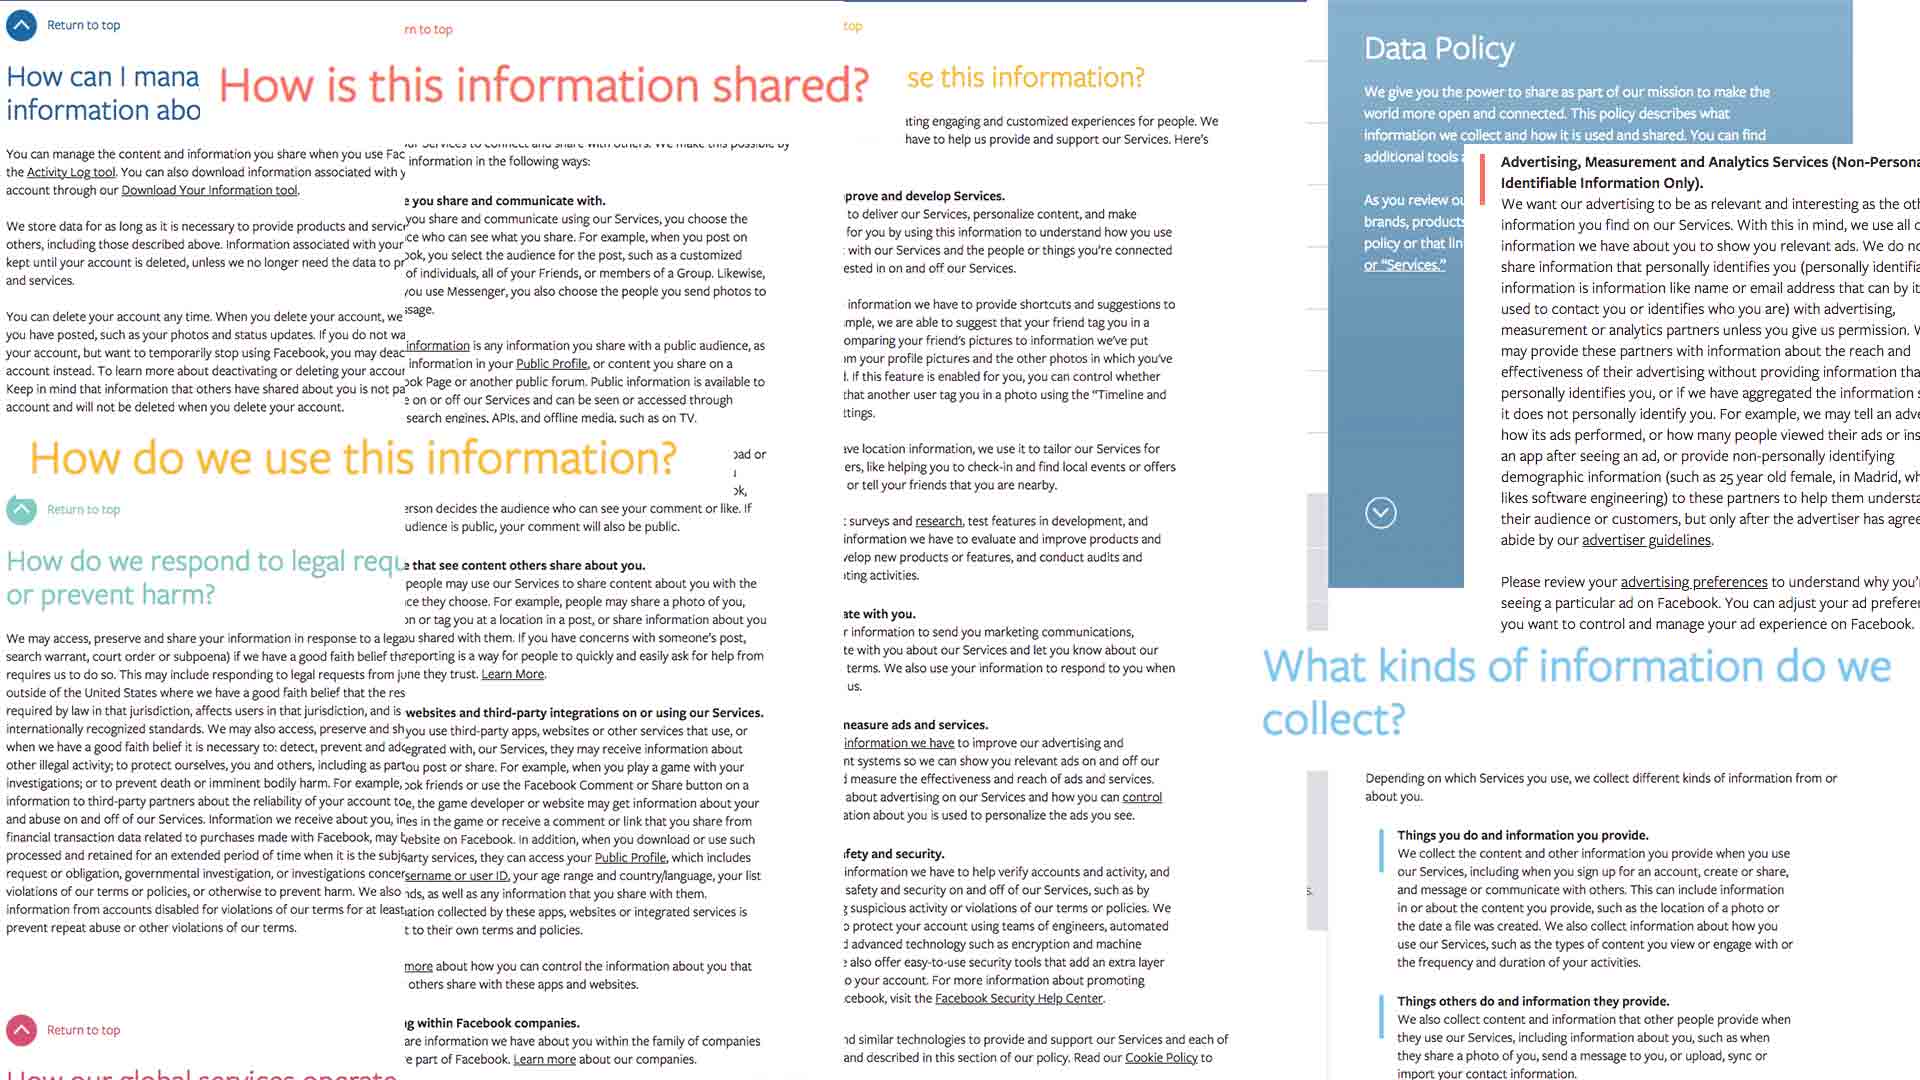 Return to top
How can I mana
information abo
You can manage the content and information you share when you use Fac
the Activity Log tool. You can also download information associated with y
account through our Download Your Information tool.
We store data for as long as it is necessary to provide products and service
others, including those described above. Information associated with your
kept until your account is deleted, unless we no longer need the data to pr
and services.
You can delete your account any time. When you delete your account, we
you have posted, such as your photos and status updates. If you do not wa
your account, but want to temporarily stop using Facebook, you may deac
account instead. To learn more about deactivating or deleting your accou
Keep in mind that information that others have shared about you is not pa
account and will not be deleted when you delete your account.
How do we use this information?
Return to top
How do we respond to legal requ
or prevent harm?
We may access, preserve and share your information in response to a lega
search warrant, court order or subpoena) if we have a good faith belief th
requires us to do so. This may include responding to legal requests from j
outside of the United States where we have a good faith belief that the res
required by law in that jurisdiction, affects users in that jurisdiction, and is
internationally recognized standards. We may also access, preserve and sh
when we have a good faith belief it is necessary to: detect, prevent and add
other illegal activity; to protect ourselves, you and others, including as part
investigations; or to prevent death or imminent bodily harm. For example,
information to third-party partners about the reliability of your account to
and abuse on and off of our Services. Information we receive about you, in
financial transaction data related to purchases made with Facebook, may b
processed and retained for an extended period of time when it is the subje
request or obligation, governmental investigation, or investigations concer
violations of our terms or policies, or otherwise to prevent harm. We also
information from accounts disabled for violations of our terms for at least
prevent repeat abuse or other violations of our terms.
Return to top
How our global services operate
rn to top
How is this information shared?
ur Services to connect and share with others. We make this possible by
information in the following ways:
e you share and communicate with.
you share and communicate using our Services, you choose the
ce who can see what you share. For example, when you post on
ok, you select the audience for the post, such as a customized
of individuals, all of your Friends, or members of a Group. Likewise,
you use Messenger, you also choose the people you send photos to
ssage.
information is any information you share with a public audience, as
information in your Public Profile, or content you share on a
ok Page or another public forum. Public information is available to
e on or off our Services and can be seen or accessed through
search engines, APIs, and offline media, such as on TV.
oad or
ok,
erson decides the audience who can see your comment or like. If
udience is public, your comment will also be public.
e that see content others share about you.
people may use our Services to share content about you with the
ce they choose. For example, people may share a photo of you,
on or tag you at a location in a post, or share information about you
u shared with them. If you have concerns with someone's post,
reporting is a way for people to quickly and easily ask for help from
ne they trust. Learn More.
websites and third-party integrations on or using our Services.
you use third-party apps, websites or other services that use, or
egrated with, our Services, they may receive information about
ou post or share. For example, when you play a game with your
ok friends or use the Facebook Comment or Share button on a
e, the game developer or website may get information about your
es in the game or receive a comment or link that you share from
ebsite on Facebook. In addition, when you download or use such
arty services, they can access your Public Profile, which includes
sername or user ID, your age range and country/language, your list
nds, as well as any information that you share with them.
ation collected by these apps, websites or integrated services is
t to their own terms and policies.
more about how you can control the information about you that
others share with these apps and websites.
g within Facebook companies.
are information we have about you within the family of companies
e part of Facebook. Learn more about our companies.
top
se this information?
ting engaging and customized experiences for people. We
have to help us provide and support our Services. Here's
prove and develop Services.
to deliver our Services, personalize content, and make
for you by using this information to understand how you use
t with our Services and the people or things you're connected
ested in on and off our Services.
information we have to provide shortcuts and suggestions to
mple, we are able to suggest that your friend tag you in a
omparing your friend's pictures to information we've put
om your profile pictures and the other photos in which you've
d. If this feature is enabled for you, you can control whether
that another user tag you in a photo using the "Timeline and
ttings.
ave location information, we use it to tailor our Services for
ers, like helping you to check-in and find local events or offers
or tell your friends that you are nearby.
t surveys and research, test features in development, and
information we have to evaluate and improve products and
velop new products or features, and conduct audits and
ting activities.
ate with you.
r information to send you marketing communications,
te with you about our Services and let you know about our
terms. We also use your information to respond to you when
us.
measure ads and services.
information we have to improve our advertising and
nt systems so we can show you relevant ads on and off our
d measure the effectiveness and reach of ads and services.
about advertising on our Services and how you can control
ation about you is used to personalize the ads you see.
fety and security.
information we have to help verify accounts and activity, and
safety and security on and off of our Services, such as by
g suspicious activity or violations of our terms or policies. We
o protect your account using teams of engineers, automated
d advanced technology such as encryption and machine
e also offer easy-to-use security tools that add an extra layer
o your account. For more information about promoting
cebook, visit the Facebook Security Help Center.
nd similar technologies to provide and support our Services and each of
and described in this section of our policy. Read our Cookie Policy to
s.
Data Policy
We give you the power to share as part of our mission to make the
world more open and connected. This policy describes what
information we collect and how it is used and shared. You can find
additional tools a
As you review ou
brands, products
policy or that lin
or "Services."
Advertising, Measurement and Analytics Services (Non-Persona
Identifiable Information Only).
We want our advertising to be as relevant and interesting as the oth
information you find on our Services. With this in mind, we use all o
information we have about you to show you relevant ads. We do no
share information that personally identifies you (personally identifia
information is information like name or email address that can by it
used to contact you or identifies who you are) with advertising,
measurement or analytics partners unless you give us permission. W
may provide these partners with information about the reach and
effectiveness of their advertising without providing information tha
personally identifies you, or if we have aggregated the information s
it does not personally identify you. For example, we may tell an adve
how its ads performed, or how many people viewed their ads or ins
an app after seeing an ad, or provide non-personally identifying
demographic information (such as 25 year old female, in Madrid, wh
likes software engineering) to these partners to help them understa
their audience or customers, but only after the advertiser has agree
abide by our advertiser guidelines.
Please review your advertising preferences to understand why you'r
seeing a particular ad on Facebook. You can adjust your ad preferen
you want to control and manage your ad experience on Facebook.
What kinds of information do we
collect?
Depending on which Services you use, we collect different kinds of information from or
about you.
Things you do and information you provide.
We collect the content and other information you provide when you use
our Services, including when you sign up for an account, create or share,
and message or communicate with others. This can include information
in or about the content you provide, such as the location of a photo or
the date a file was created. We also collect information about how you
use our Services, such as the types of content you view or engage with or
the frequency and duration of your activities.
Things others do and information they provide.
We also collect content and information that other people provide when
they use our Services, including information about you, such as when
they share a photo of you, send a message to you, or upload, sync or
import your contact information.